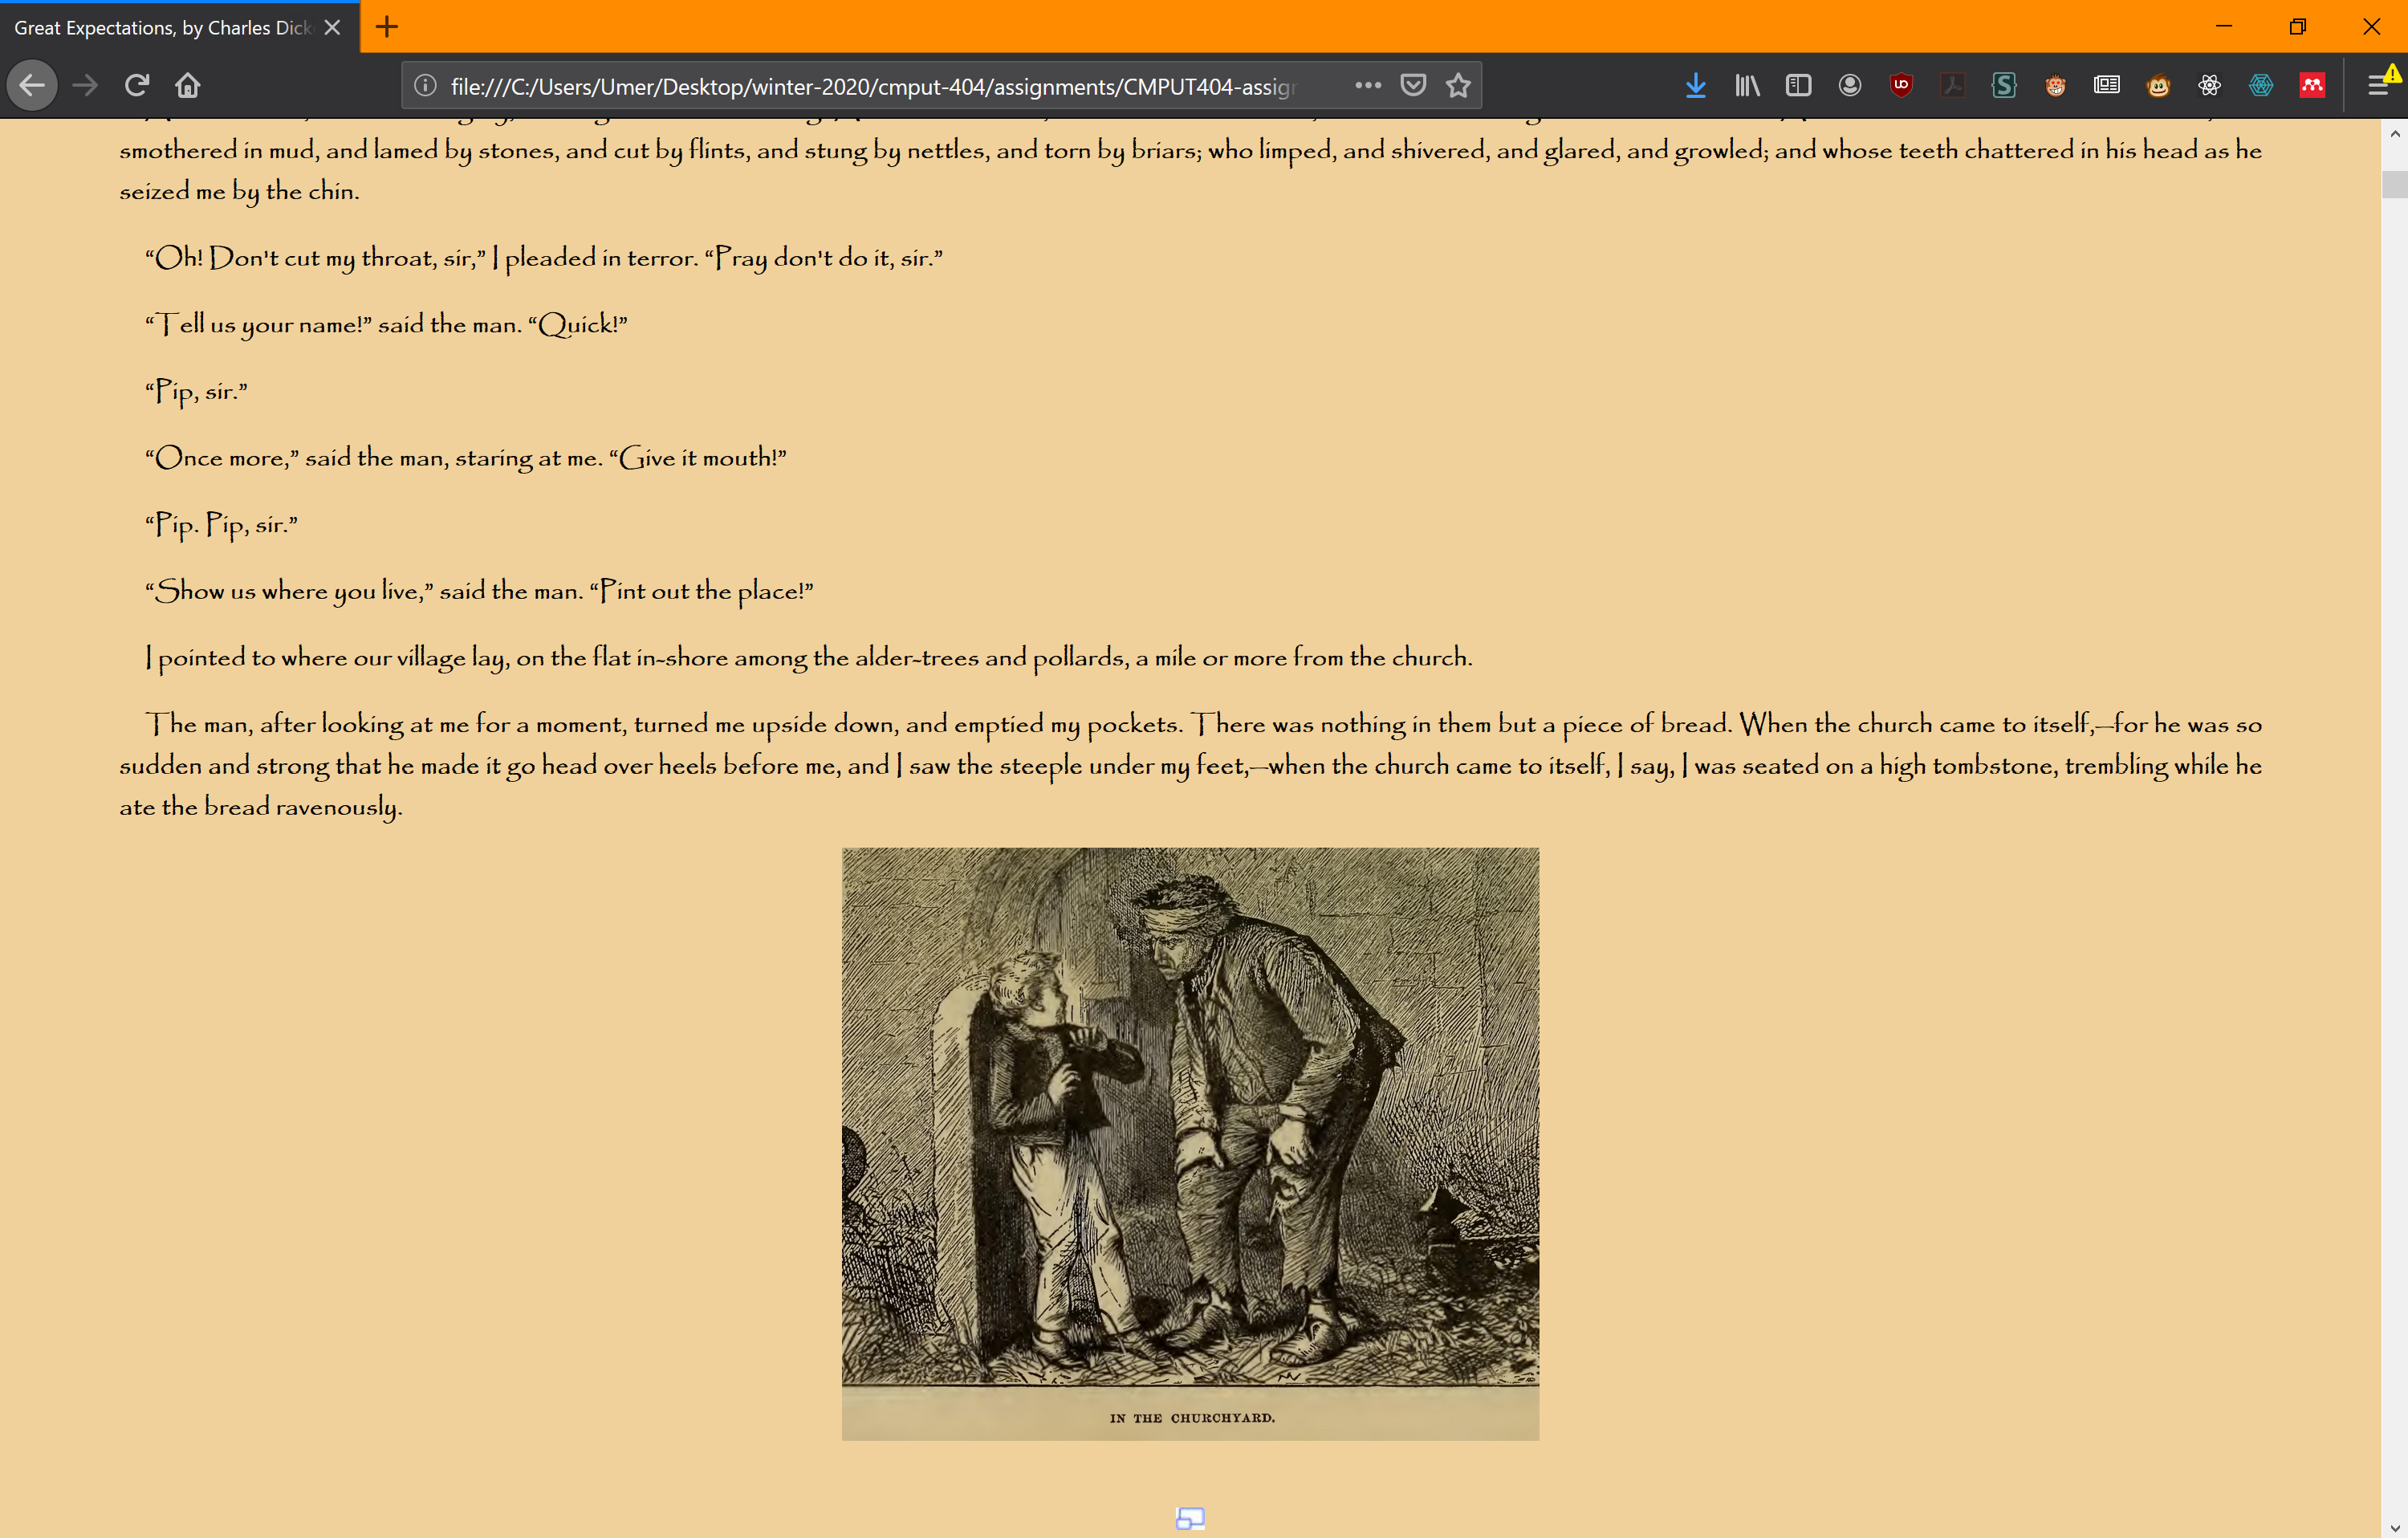 Great Expectations, by Charles Dick
file:///C:/Users/Umer/Desktop/winter-2020/cmput-404/assignments/CMPUT404-assign
smothered in mud, and lamed by stones, and cut by flints, and stung by nettles, and torn by briars; who limped, and shivered, and glared, and growled; and whose teeth chattered in his head as he
seized me by the chin.
“Oh! Don't cut my throat, sir,” I pleaded in terror. “Pray don't do it, sir.”
“Tell us your name!” said the man. “Quick!”
“Pip, sir.”
“Once more,” said the man, staring at me. “Give it mouth!”
“Pip. Pip, sir.”
“Show us where you live,” said the man. “Pint out the place!”
I pointed to where our village lay, on the flat in-shore among the alder-trees and pollards, a mile or more from the church.
The man, after looking at me for a moment, turned me upside down, and emptied my pockets. There was nothing in them but a piece of bread. When the church came to itself,—for he was so
sudden and strong that he made it go head over heels before me, and I saw the steeple under my feet,—when the church came to itself, I say, I was seated on a high tombstone, trembling while he
ate the bread ravenously.
IN THE CHURCHYARD.